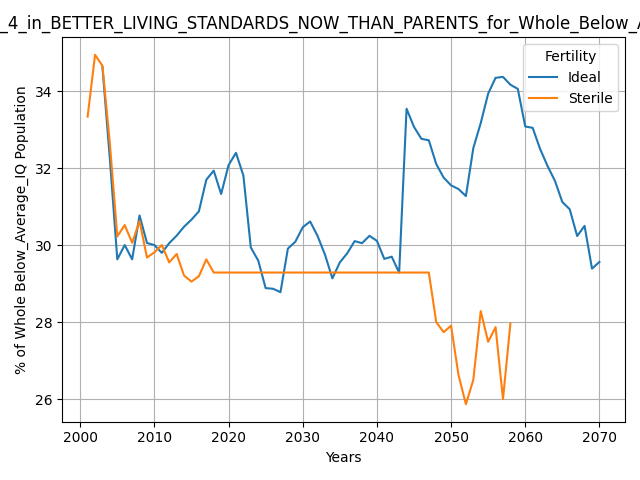 _4_in_BETTER_LIVING_STANDARDS_NOW_THAN_PARENTS_for_Whole_Below_A
Fertility
Ideal
Sterile
% of Whole Below_Average_IQ Population
34
32
30
28
26
2000 2010 2020 2030 2040 2050 2060 2070
Years